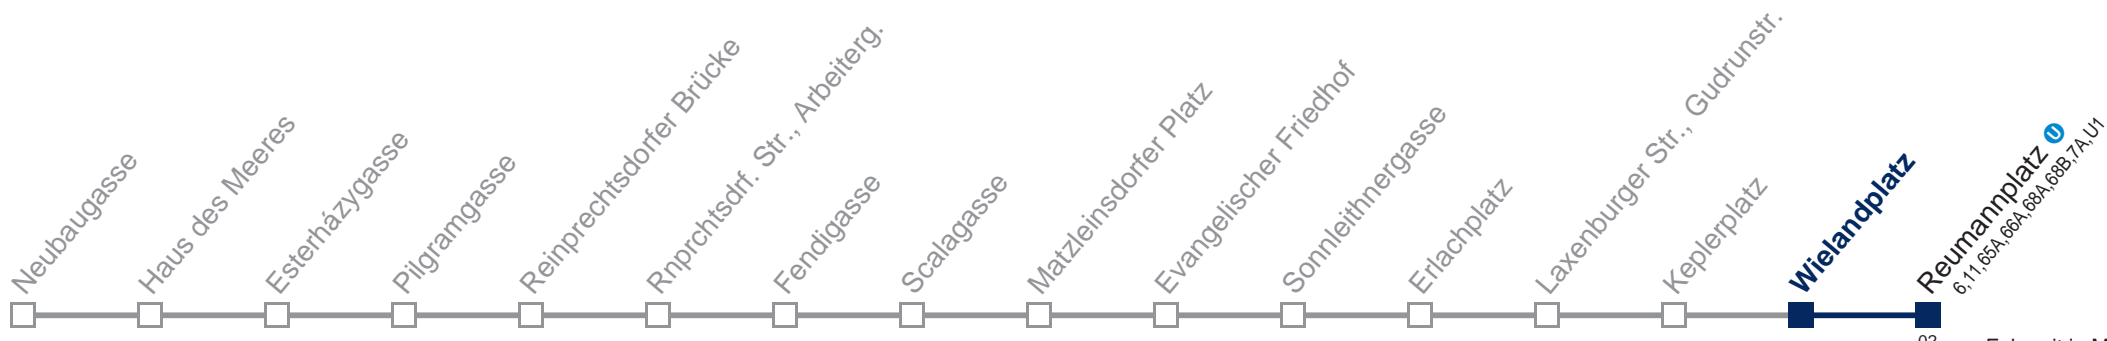 Neubaugasse
Haus des Meeres
Esterházygasse
Pilgramgasse
Reinprechtsdorfer Brücke
Rnprchtsdrf. Str., Arbeiterg.
Fendigasse
Scalagasse
Matzleinsdorfer Platz
Evangelischer Friedhof
Sonnleithnergasse
Erlachplatz
Laxenburger Str., Gudrunstr.
Keplerplatz
Wielandplatz
Reumannplatz U
6,11,65A,66A,68A,68B,7A,U1